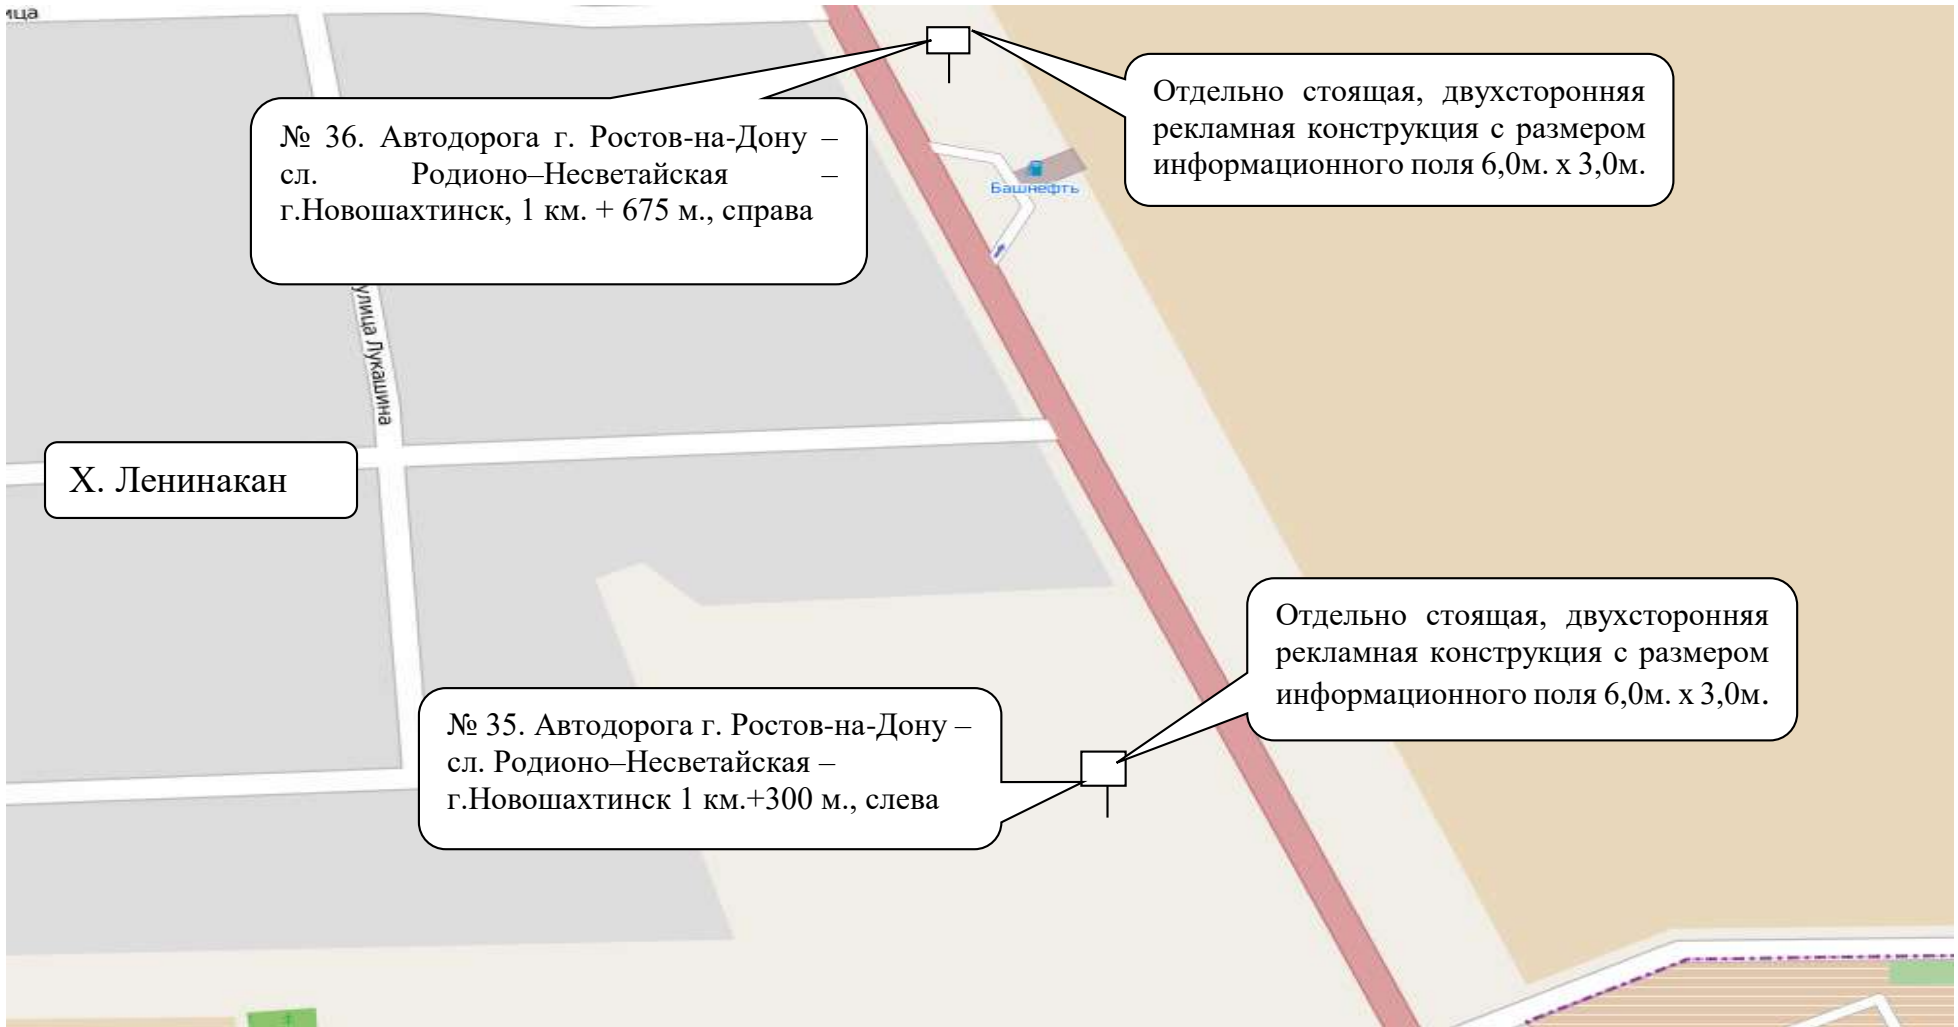 № 36. Автодорога г. Ростов-на-Дону –
сл. Родионо–Несветайская –
г.Новошахтинск, 1 км. + 675 м., справа
Отдельно стоящая, двухсторонняя
рекламная конструкция с размером
информационного поля 6,0м. х 3,0м.
Башнефть
улица Лукашина
Х. Ленинакан
Отдельно стоящая, двухсторонняя
рекламная конструкция с размером
информационного поля 6,0м. х 3,0м.
№ 35. Автодорога г. Ростов-на-Дону –
сл. Родионо–Несветайская –
г.Новошахтинск 1 км.+300 м., слева